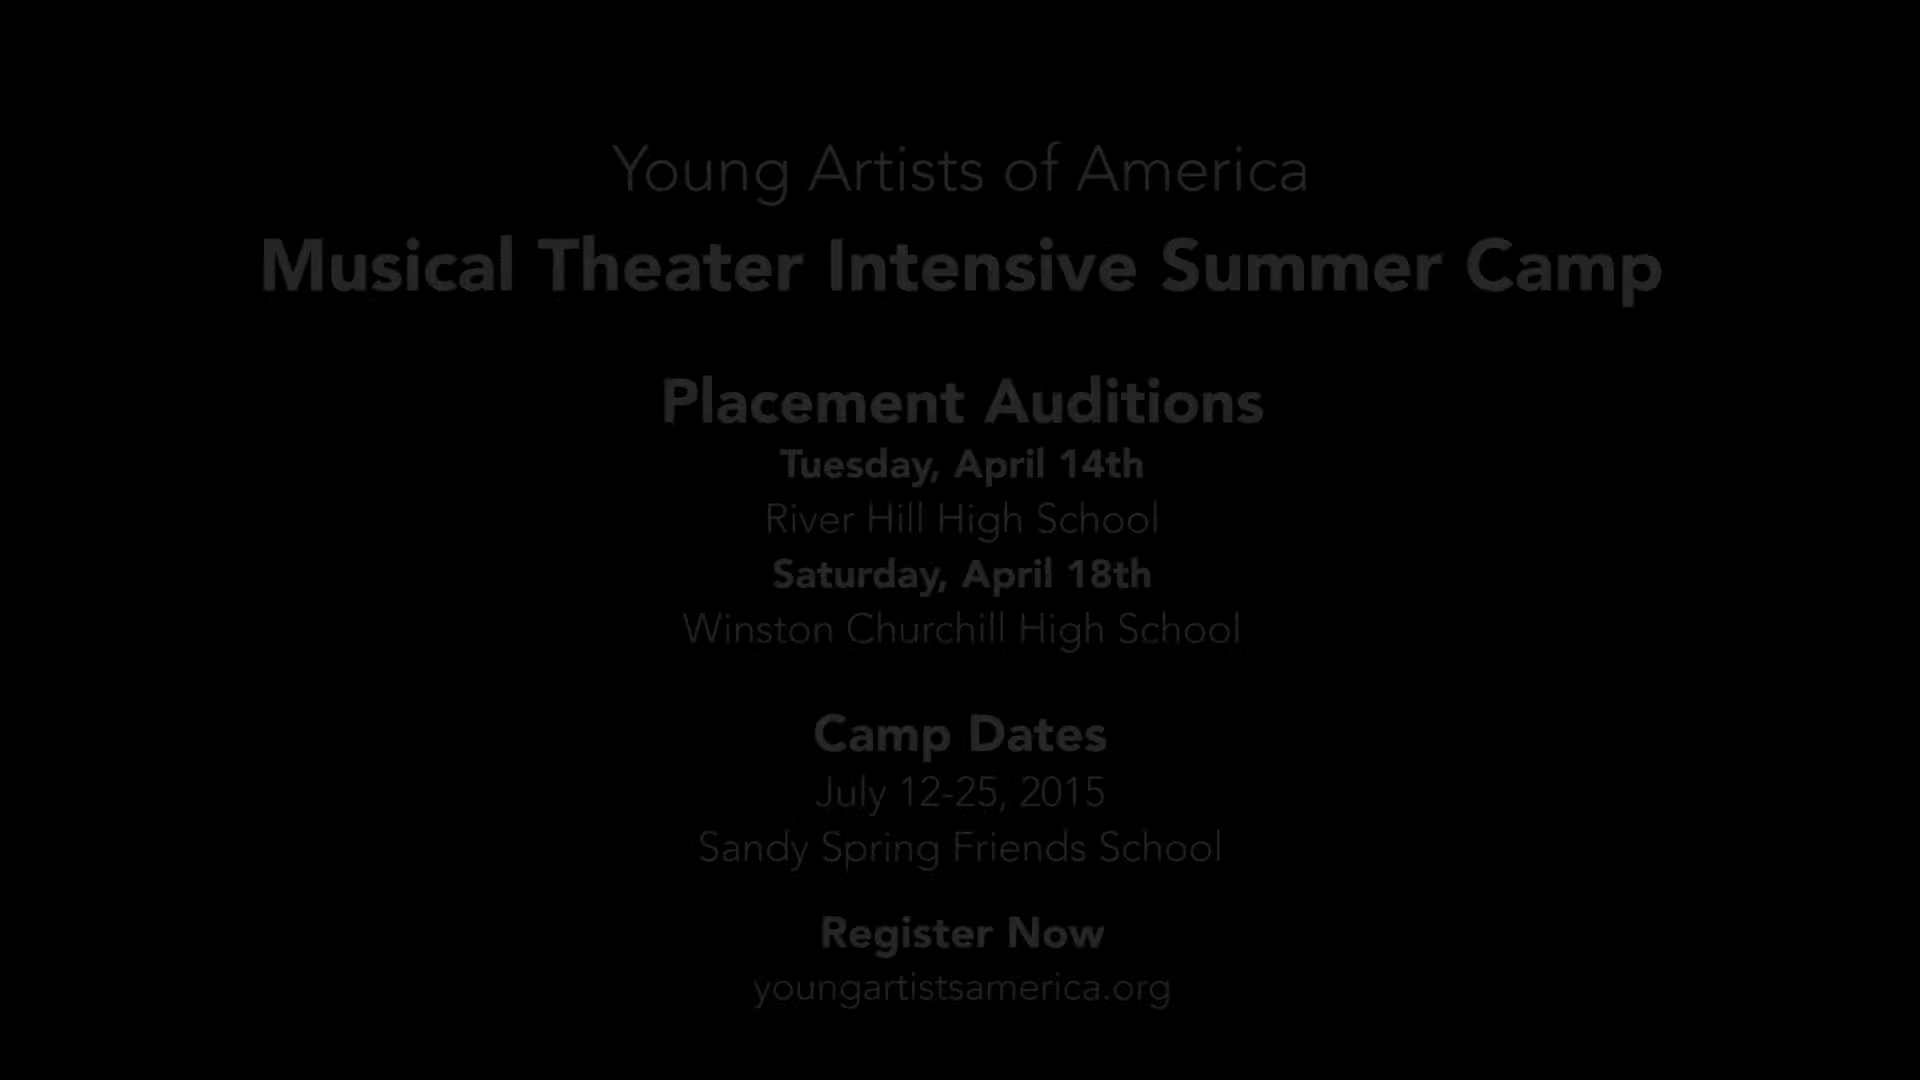 Young Artists of America
Musical Theater Intensive Summer Camp
Placement Auditions
Tuesday, April 14th
River Hill High School
Saturday, April 18th
Winston Churchill High School
Camp Dates
July 12-25, 2015
Sandy Spring Friends School
Register Now
youngartistsamerica.org